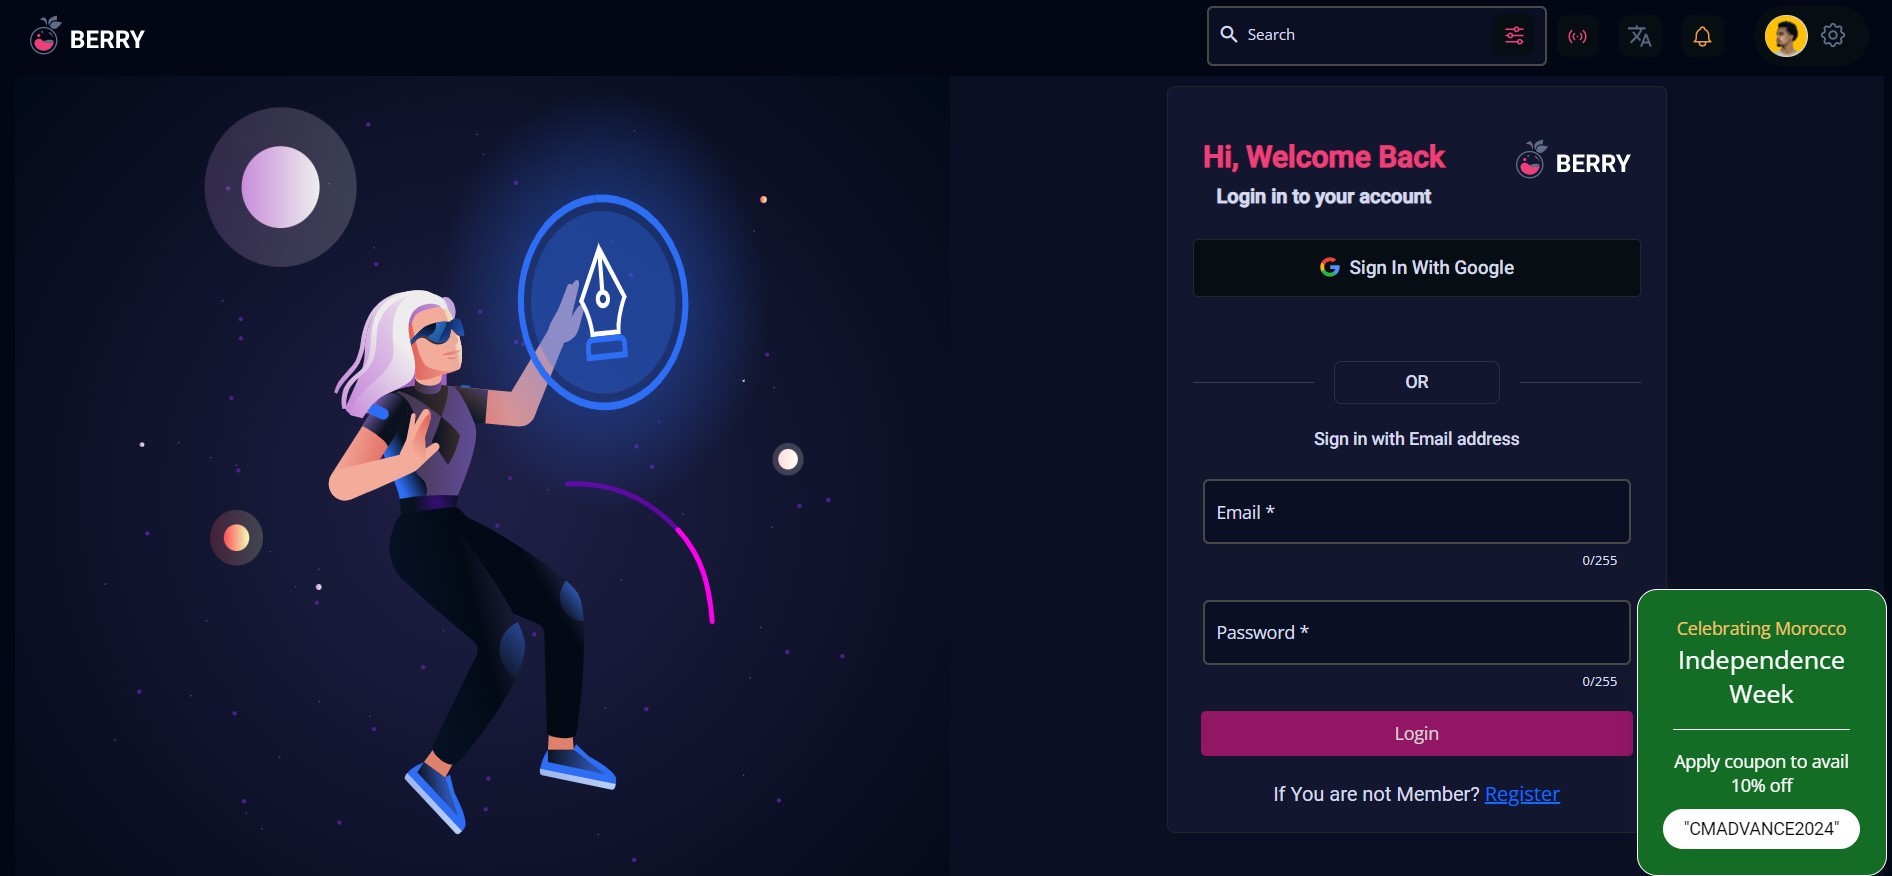 BERRY
Search
Hi, Welcome Back
BERRY
Login in to your account
Sign In With Google
OR
Sign in with Email address
Email *
0/255
Password *
0/255
Login
If You are not Member? Register
Celebrating Morocco
Independence
Week
Apply coupon to avail
10% off
"CMADVANCE2024"